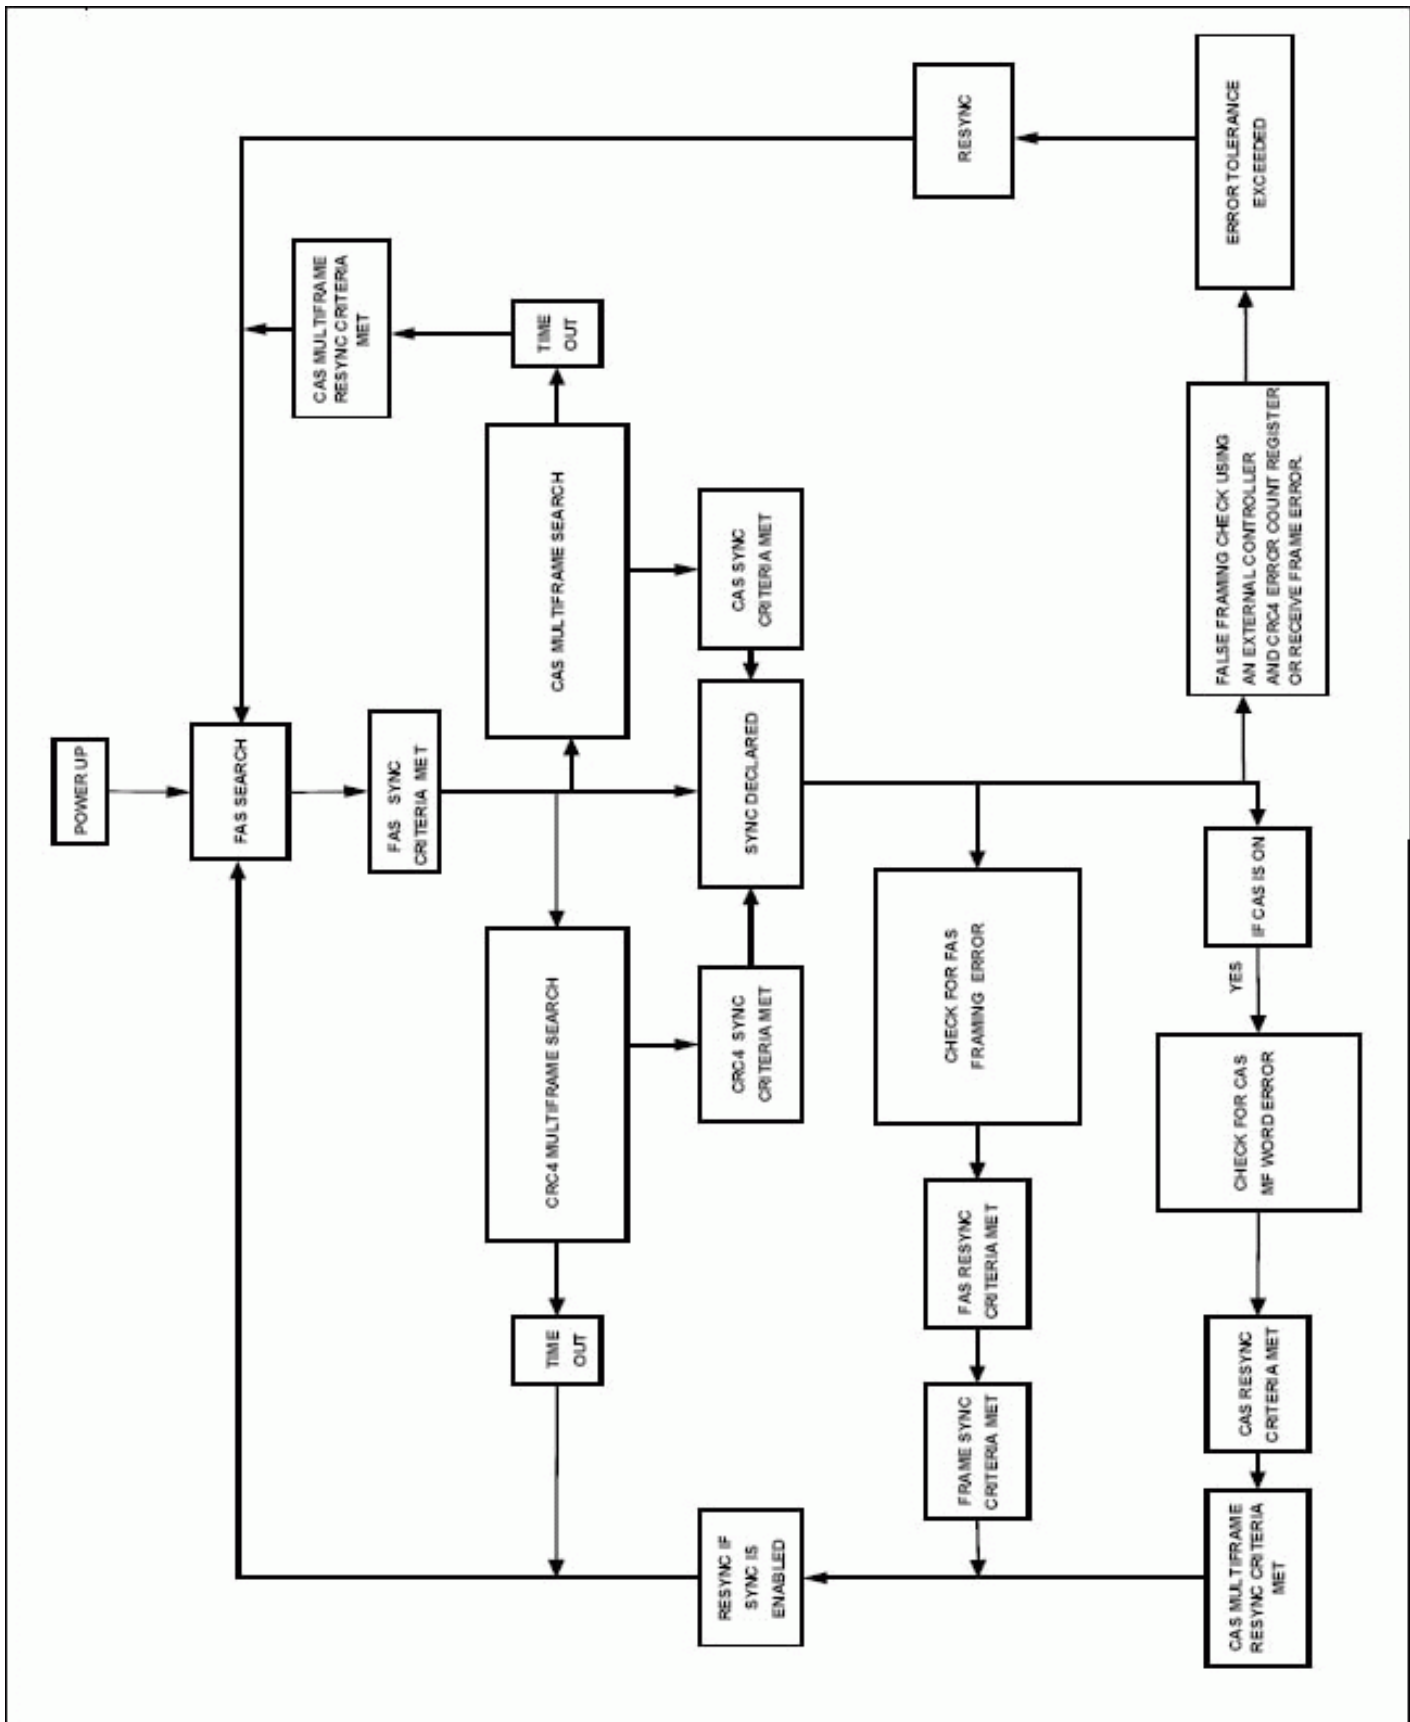 POWER UP
FAS SEARCH
FAS SYNC
CRITERIA MET
CRC4 MULTIFRAME SEARCH
CAS MULTIFRAME SEARCH
TIME
OUT
TIME
OUT
CAS MULTIFRAME
RESYNC CRITERIA
MET
CRC4 SYNC
CRITERIA MET
SYNC DECLARED
CAS SYNC
CRITERIA MET
RESYNC IF
SYNC IS
ENABLED
RESYNC
CHECK FOR FAS
FRAMING ERROR
FAS RESYNC
CRITERIA MET
FRAME SYNC
CRITERIA MET
FALSE FRAMING CHECK USING
AN EXTERNAL CONTROLLER
AND CRC4 ERROR COUNT REGISTER
OR RECEIVE FRAME ERROR.
ERROR TOLERANCE
EXCEEDED
IF CAS IS ON
YES
CHECK FOR CAS
MF WORD ERROR
CAS RESYNC
CRITERIA MET
CAS MULTIFRAME
RESYNC CRITERIA
MET